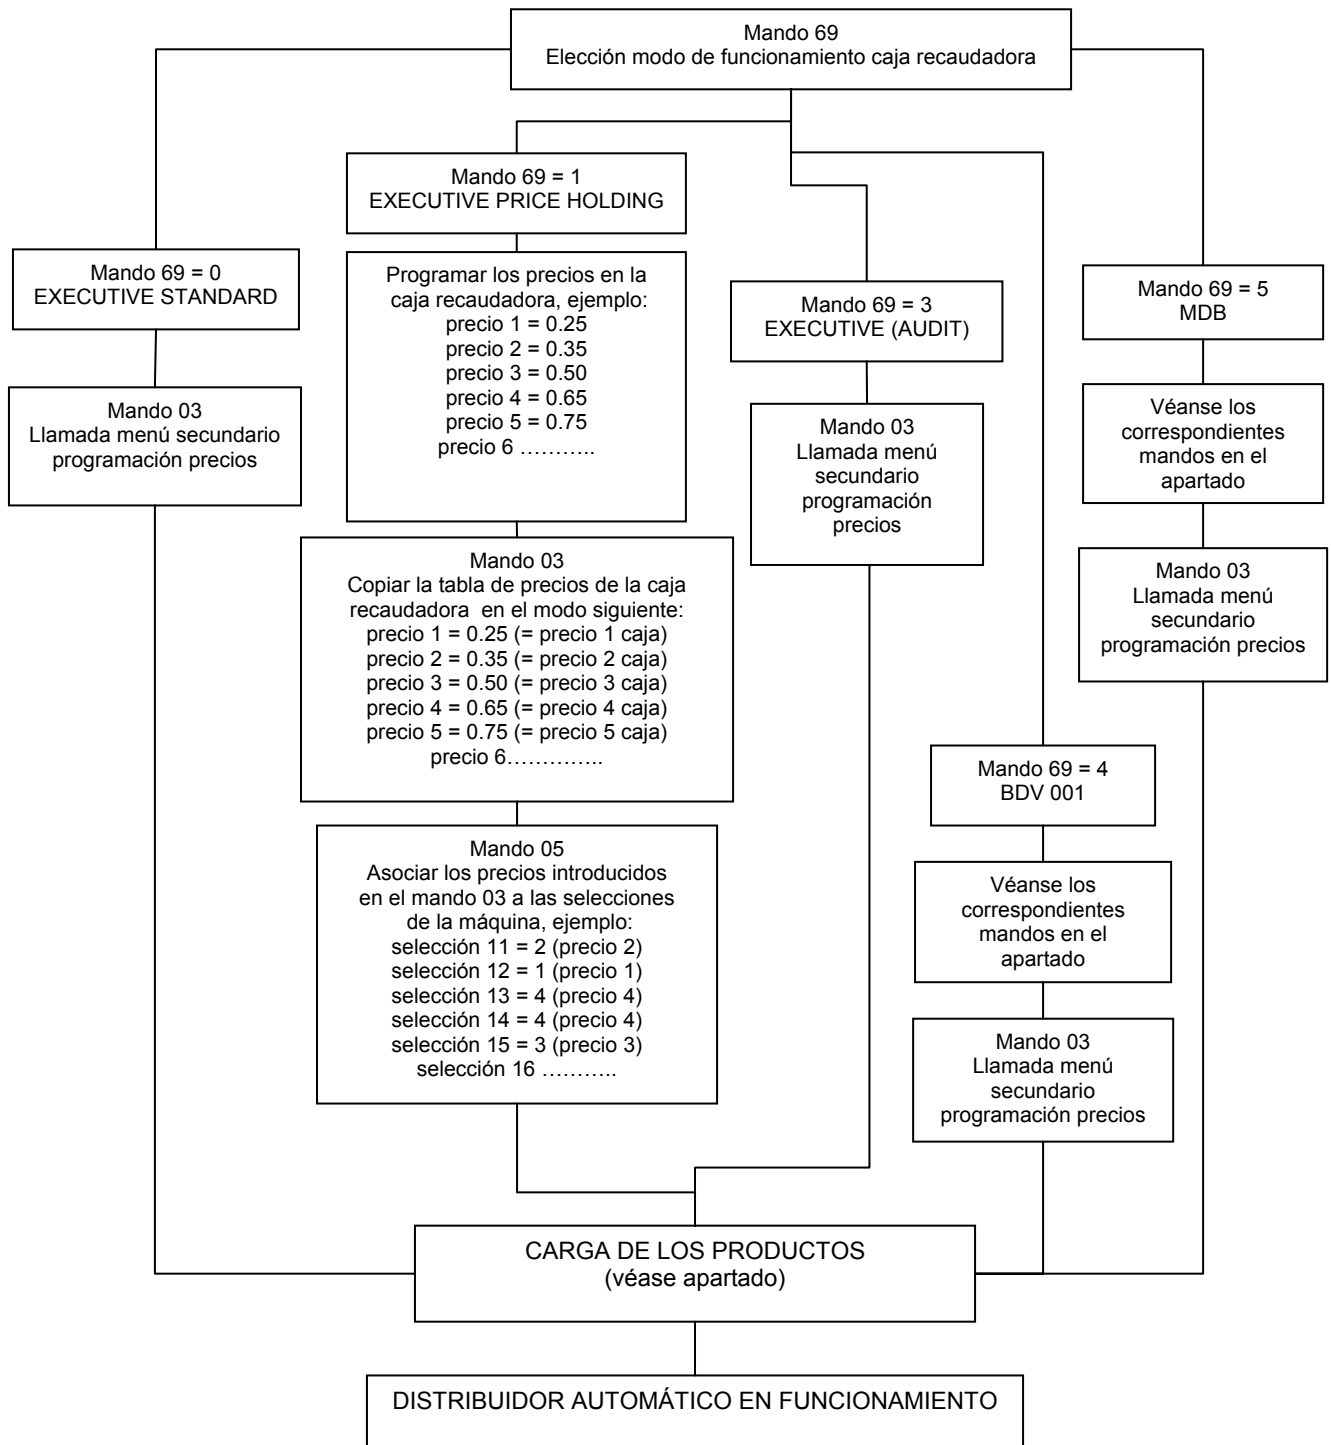 Mando 69
Elección modo de funcionamiento caja recaudadora
Mando 69 = 0
EXECUTIVE STANDARD
Mando 03
Llamada menú secundario
programación precios
Mando 69 = 1
EXECUTIVE PRICE HOLDING
Programar los precios en la
caja recaudadora, ejemplo:
precio 1 = 0.25
precio 2 = 0.35
precio 3 = 0.50
precio 4 = 0.65
precio 5 = 0.75
precio 6 ………..
Mando 03
Copiar la tabla de precios de la caja
recaudadora  en el modo siguiente:
precio 1 = 0.25 (= precio 1 caja)
precio 2 = 0.35 (= precio 2 caja)
precio 3 = 0.50 (= precio 3 caja)
precio 4 = 0.65 (= precio 4 caja)
precio 5 = 0.75 (= precio 5 caja)
precio 6…………..
Mando 05
Asociar los precios introducidos
en el mando 03 a las selecciones
de la máquina, ejemplo:
selección 11 = 2 (precio 2)
selección 12 = 1 (precio 1)
selección 13 = 4 (precio 4)
selección 14 = 4 (precio 4)
selección 15 = 3 (precio 3)
selección 16 ………..
Mando 69 = 3
EXECUTIVE (AUDIT)
Mando 03
Llamada menú
secundario
programación
precios
Mando 69 = 4
BDV 001
Véanse los
correspondientes
mandos en el
apartado
Mando 03
Llamada menú
secundario
programación precios
Mando 69 = 5
MDB
Véanse los
correspondientes
mandos en el
apartado
Mando 03
Llamada menú
secundario
programación precios
CARGA DE LOS PRODUCTOS
(véase apartado)
DISTRIBUIDOR AUTOMÁTICO EN FUNCIONAMIENTO